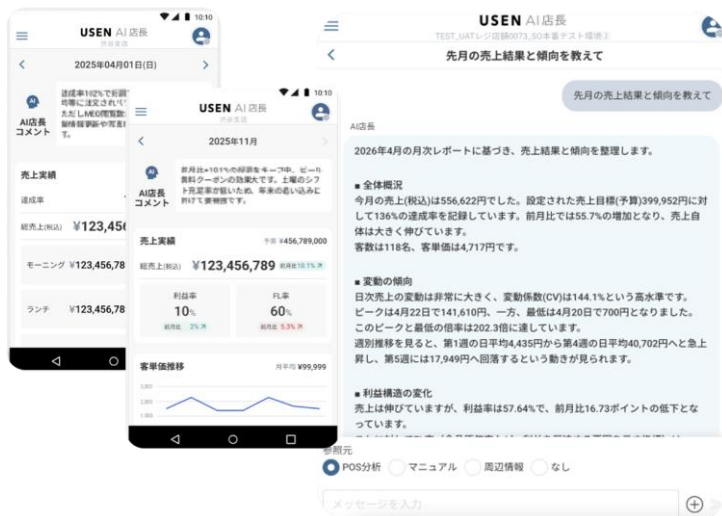 10:10
USEN AI店長
渋谷支店
2025年04月01日(日)
AI店長
コメント
達成率102%で折調
均等に注文され
ただしMEO閲覧数
報情報更新や写真
す。
売上実績
達成率
総売上(税込) ¥123,456
モーニング ¥123,456,78
ランチ ¥123,456,78
10:10
USEN AI店長
渋谷支店
2025年11月
AI店長
コメント
前月比+10.1%の好調をキープ中。ビール
無料クーポンの効果大です。土曜のシフ
ト充足率が低いため、年末の追い込みに
向けて要検討です。
売上実績
予算 ¥456,789,000
総売上(税込) ¥123,456,789 前月比10.1%
利益率
10%
前月比 2%
FL率
60%
前月比 5.3%
客単価推移
月平均 ¥99,999
3,000
2,000
1,000
USEN AI店長
TEST_UATレジ店舗0073_SO本番テスト環境②
先月の売上結果と傾向を教えて
先月の売上結果と傾向を教えて
AI店長
2026年4月の月次レポートに基づき、売上結果と傾向を整理します。
■ 全体概況
今月の売上(税込)は556,622円でした。設定された売上目標(予算)399,952円に対
して136%の達成率を記録しています。前月比では55.7%の増加となり、売上自
体は大きく伸びています。
客数は118名、客単価は4,717円です。
■ 変動の傾向
日次売上の変動は非常に大きく、変動係数(CV)は144.1%という高水準です。
ピークは4月22日で141,610円、一方、最低は4月20日で700円となりました。
このピークと最低の倍率は202.3倍に達しています。
週別推移を見ると、第1週の日平均4,435円から第4週の日平均40,702円へと急上
昇し、第5週には17,949円へ回落するという動きが見られます。
■ 利益構造の変化
売上は伸びていますが、利益率は57.64%で、前月比16.73ポイントの低下とな
っています。
参照元
POS分析 マニュアル 周辺情報 なし
メッセージを入力